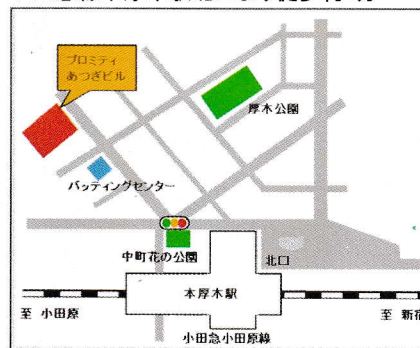 プロミティ
あつぎビル
厚木公園
バッティングセンター
中町花の公園
北口
本厚木駅
至 小田原
至 新宿
小田急小田原線